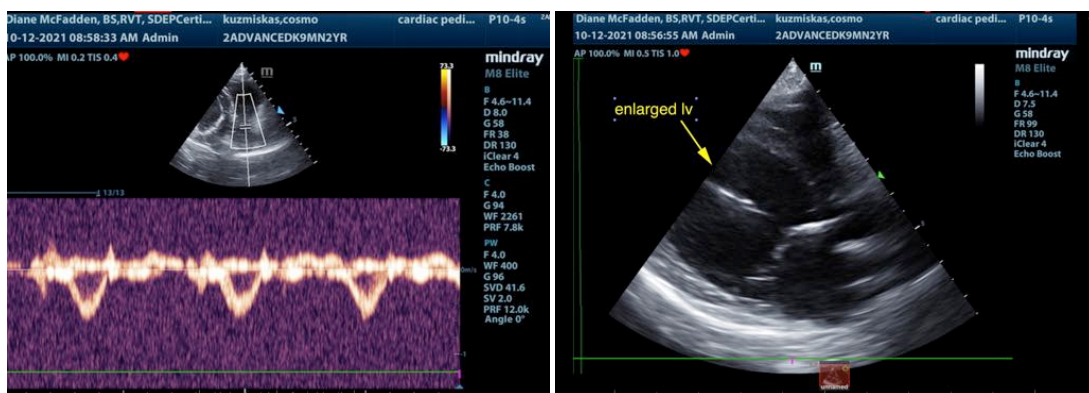 Diane McFadden, BS,RVT, SDEPCerti... kuzmiskas,cosmo cardiac pedi... P10-4s
10-12-2021 08:58:33 AM Admin 2ADVANCEDK9MN2YR
AP 100.0% MI 0.2 TIS 0.4
mindray
M8 Elite
m
73.3
-73.3
5
B
F 4.6~11.4
D 8.0
G 58
FR 38
DR 130
iClear 4
Echo Boost
13/13
C
F 4.0
G 94
WF 2261
PRF 7.8k
PW
F 4.0
WF 400
G 96
SVD 41.6
SV 2.0
PRF 12.0k
Angle 0°
0m/s
-1
Diane McFadden, BS,RVT, SDEPCerti... kuzmiskas,cosmo cardiac pedi... P10-4s
10-12-2021 08:56:55 AM Admin 2ADVANCEDK9MN2YR
AP 100.0% MI 0.5 TIS 1.0
mindray
M8 Elite
m
enlarged lv
5
B
F 4.6~11.4
D 7.5
G 58
FR 99
DR 130
iClear 4
Echo Boost
unnamed